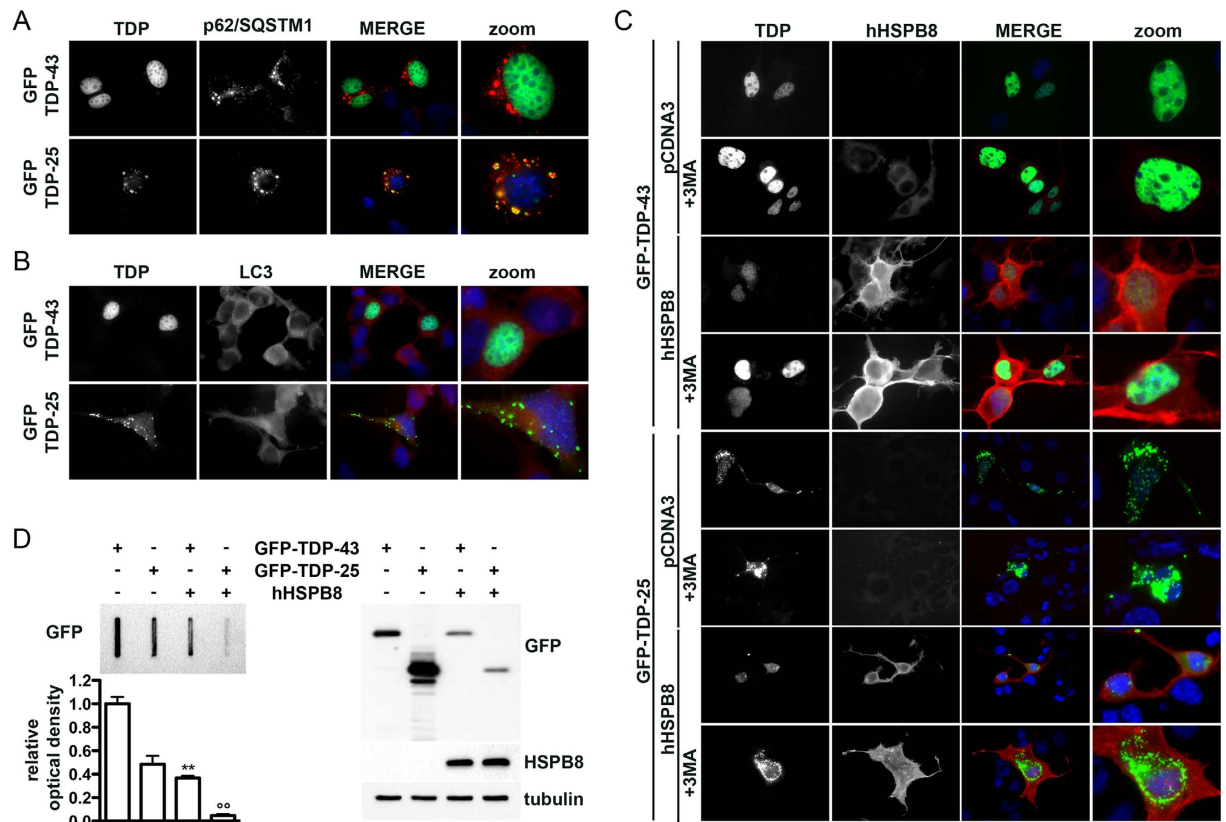 A
TDP p62/SQSTM1 MERGE zoom
GFP
TDP-43
GFP
TDP-25
B
TDP LC3 MERGE zoom
GFP
TDP-43
GFP
TDP-25
C
TDP hHSPB8 MERGE zoom
GFP-TDP-43
pCDNA3
+3MA
hHSPB8
+3MA
GFP-TDP-25
pCDNA3
+3MA
hHSPB8
+3MA
D
+ - + - GFP-TDP-43 + - + -
- + - + GFP-TDP-25 - + - +
- - + + hHSPB8 - - + +
GFP
GFP
HSPB8
tubulin
relative
optical density
1.2
1.0
0.8
0.6
0.4
0.2
0.0
**
°°